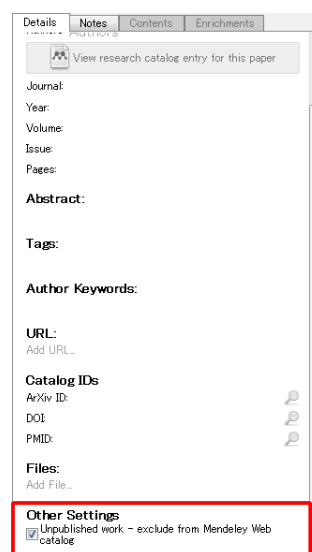 Details Notes Contents Enrichments
Authors: Authors
View research catalog entry for this paper
Journal:
Year:
Volume:
Issue:
Pages:
Abstract:
Tags:
Author Keywords:
URL:
Add URL...
Catalog IDs
ArXiv ID:
DOI:
PMID:
Files:
Add File...
Other Settings
Unpublished work - exclude from Mendeley Web
catalog